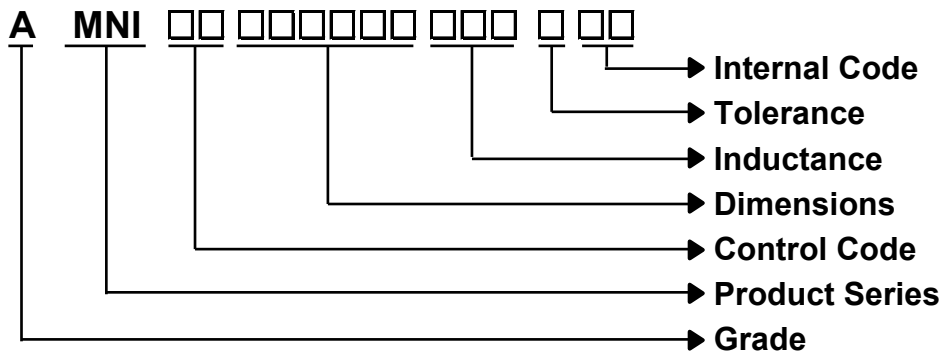 A MNI □□ □□□□□□ □□□ □ □□
Internal Code
Tolerance
Inductance
Dimensions
Control Code
Product Series
Grade